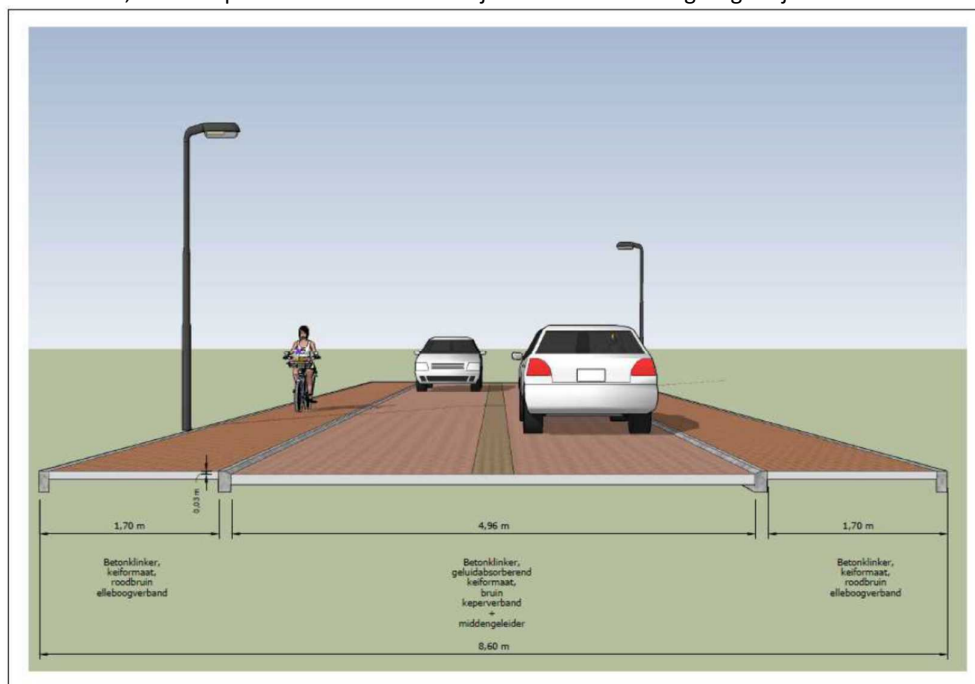 0,03 m
1,70 m
4,96 m
1,70 m
Betonklinker,
keiformaat,
roodbruin
elleboogverband
Betonklinker,
geluidabsorberend
keiformaat,
bruin
keperverband
+
middengeleider
Betonklinker,
keiformaat,
roodbruin
elleboogverband
8,60 m